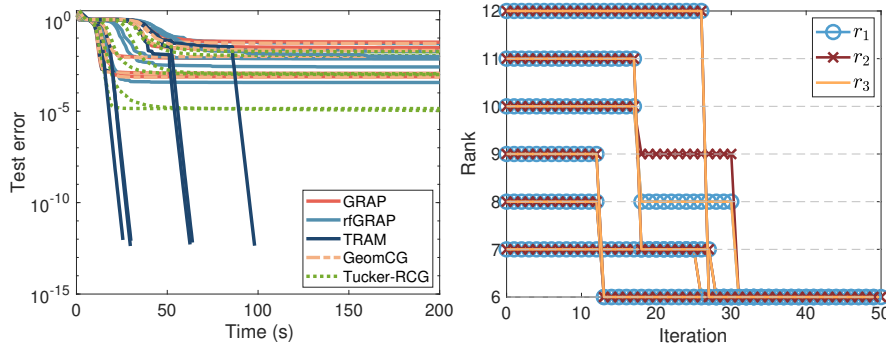 10^0
10^-5
10^-10
10^-15
Test error
0 50 100 150 200
Time (s)
GRAP
rfGRAP
TRAM
GeomCG
Tucker-RCG
12
11
10
9
8
7
6
Rank
0 10 20 30 40 50
Iteration
r_1
r_2
r_3